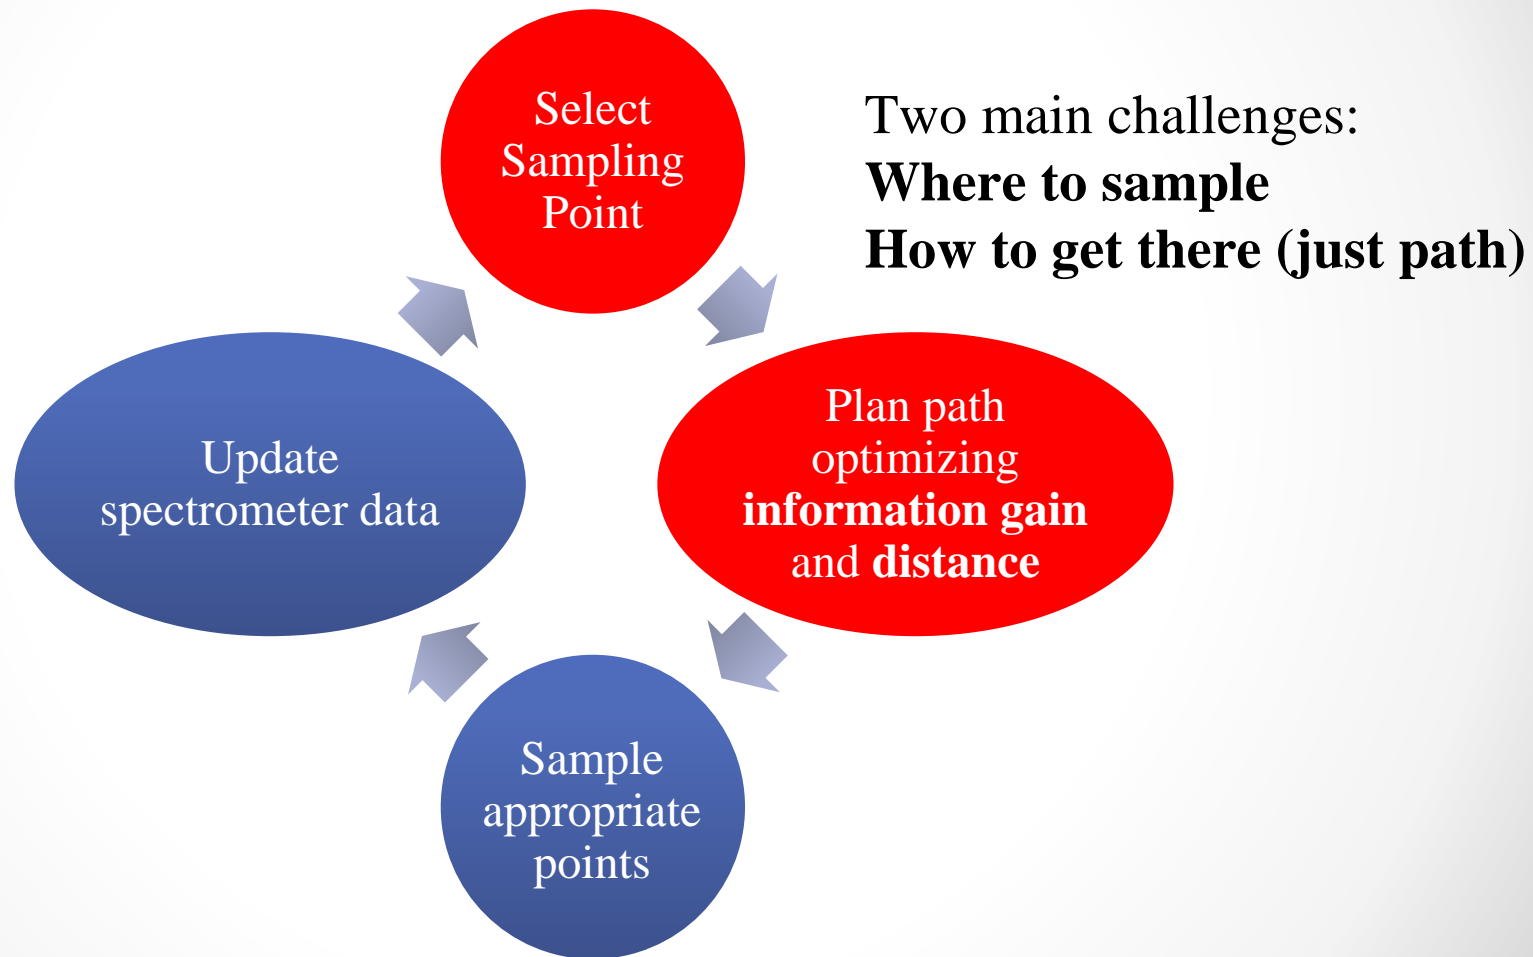 Select
Sampling
Point
Two main challenges:
Where to sample
How to get there (just path)
Plan path
optimizing
information gain
and distance
Sample
appropriate
points
Update
spectrometer data